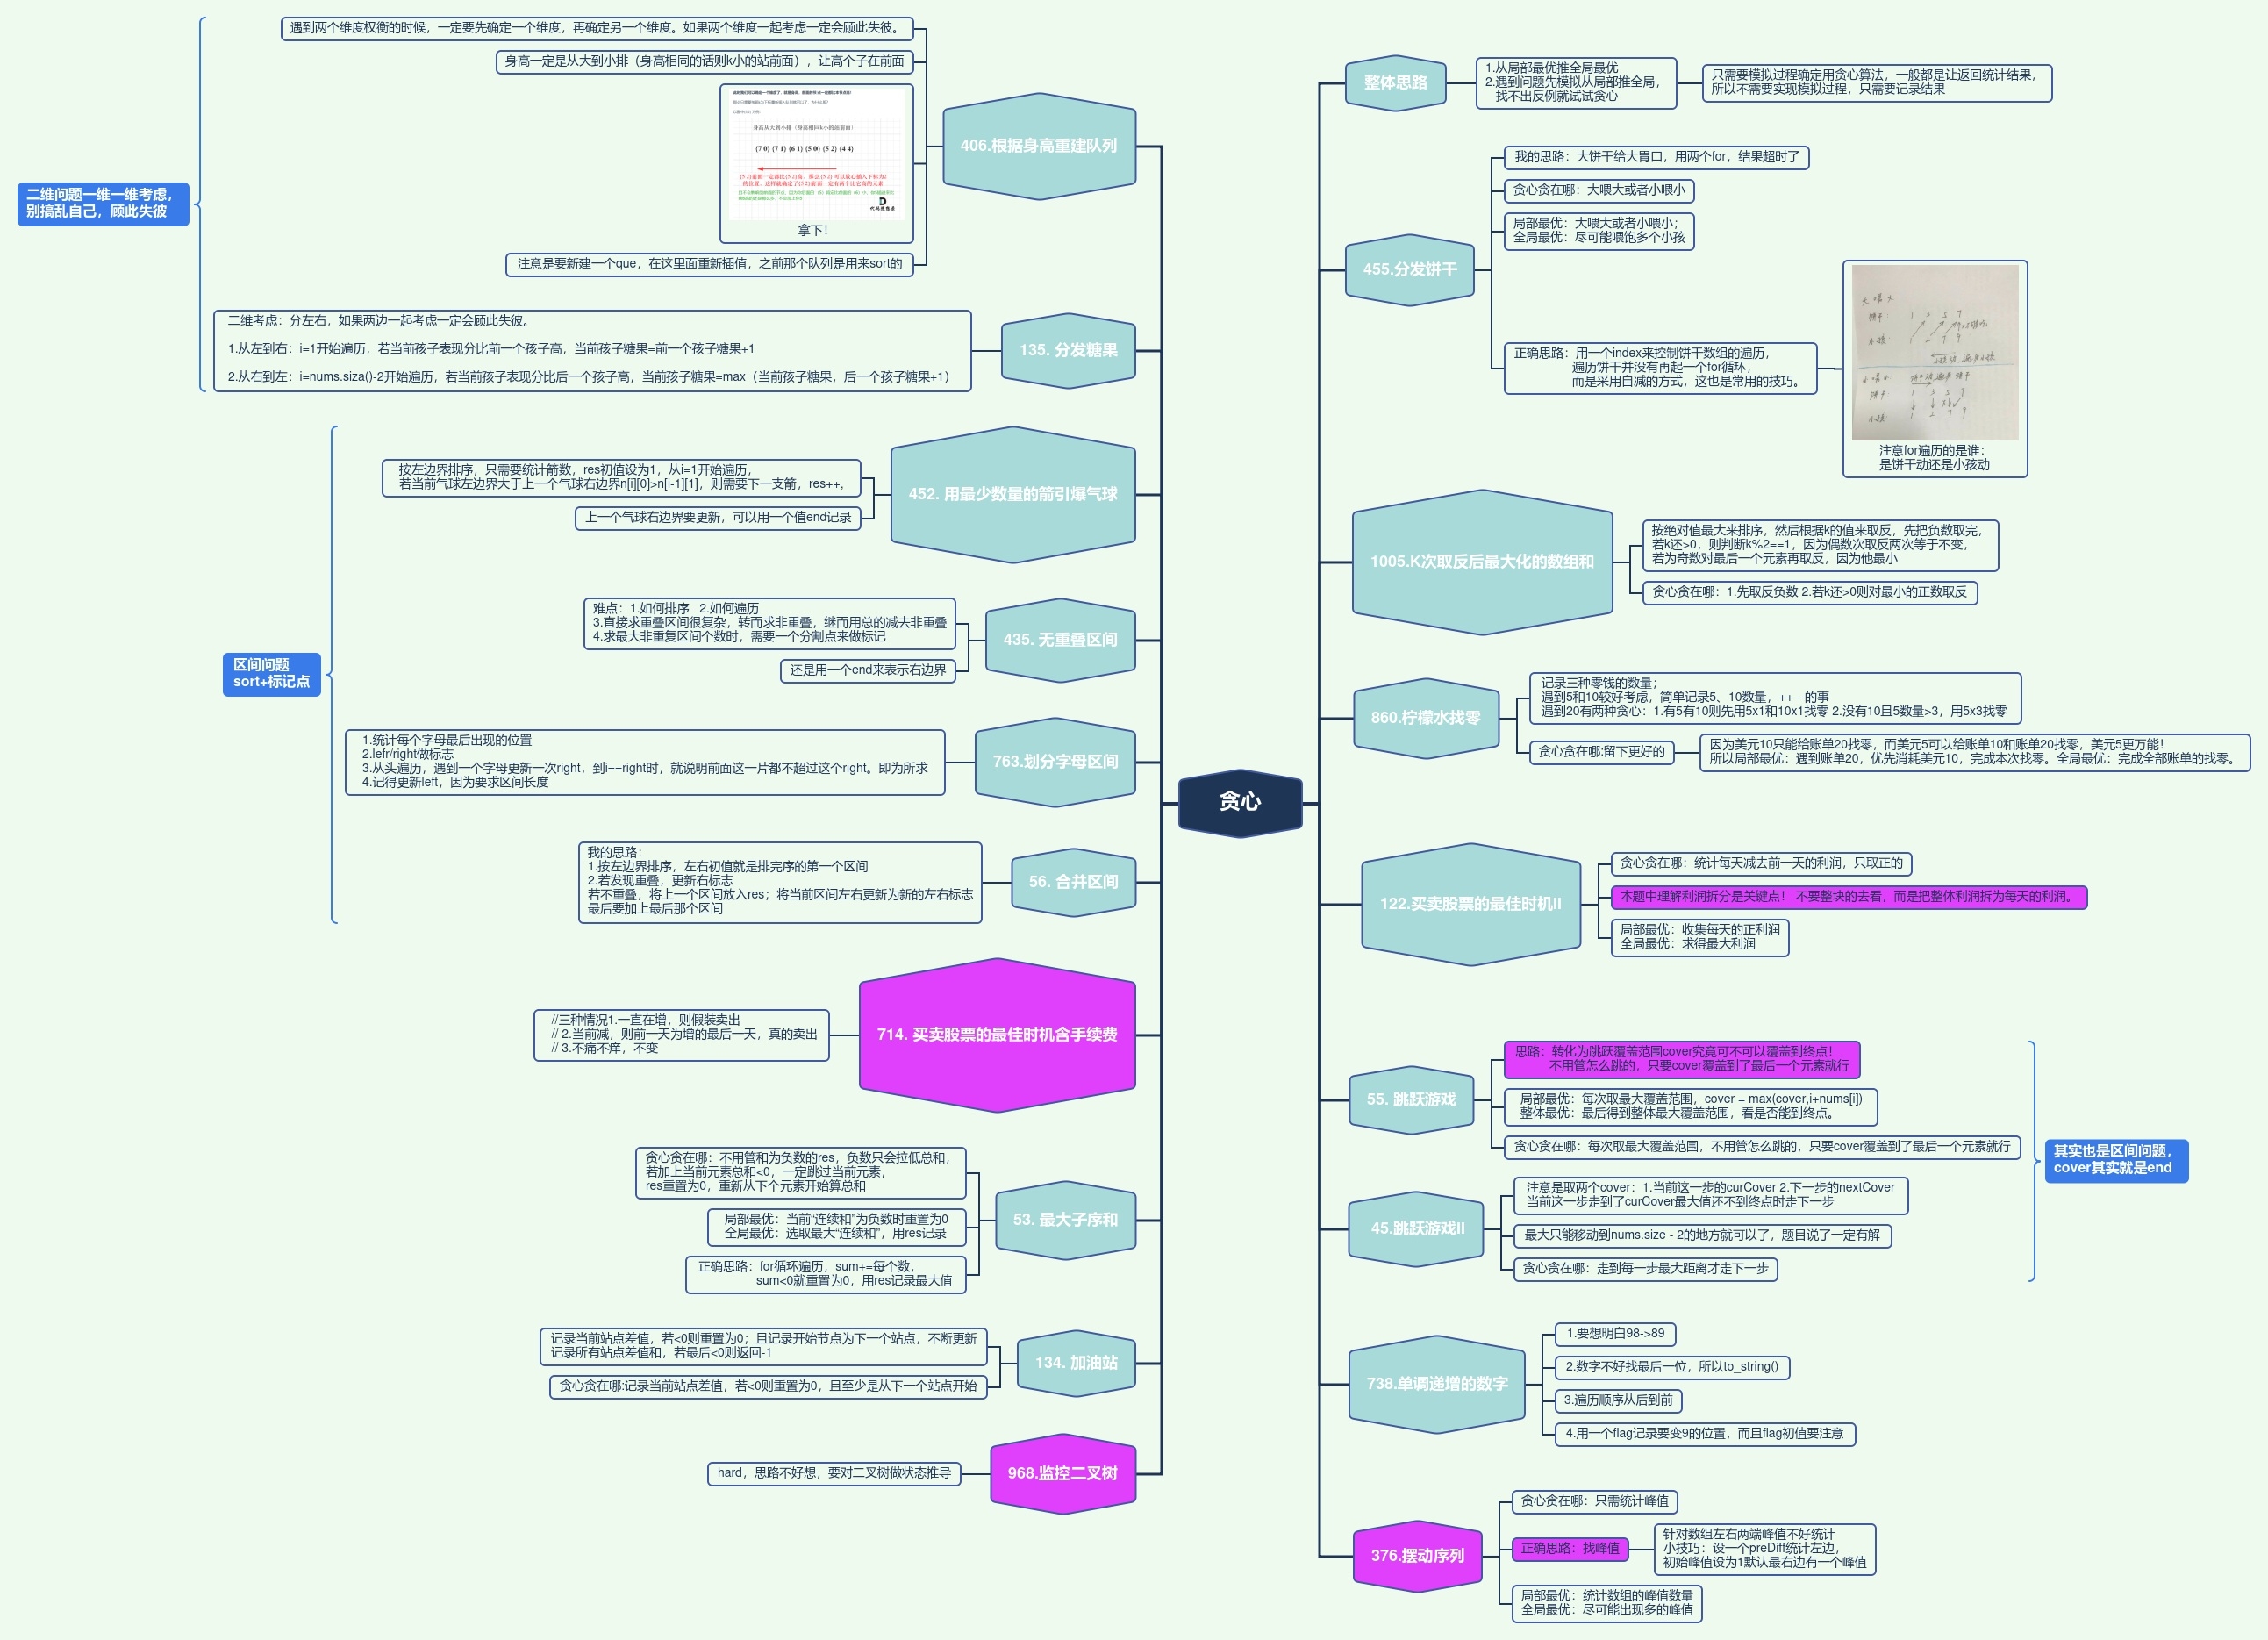 贪心
整体思路
1.从局部最优推全局最优
2.遇到问题先模拟从局部推全局，
找不出反例就试试贪心
只需要模拟过程确定用贪心算法，一般都是让返回统计结果，
所以不需要实现模拟过程，只需要记录结果
455.分发饼干
我的思路：大饼干给大胃口，用两个for，结果超时了
贪心贪在哪：大喂大或者小喂小
局部最优：大喂大或者小喂小；
全局最优：尽可能喂饱多个小孩
正确思路：用一个index来控制饼干数组的遍历，
遍历饼干并没有再起一个for循环，
而是采用自减的方式，这也是常用的技巧。
大喂大
饼干： 1 3 5 7
小孩： 1 2 7 9
饼干： 1 3 5 7
小孩： 1 2 7 9
注意for遍历的是谁：
是饼干动还是小孩动
1005.K次取反后最大化的数组和
按绝对值最大来排序，然后根据k的值来取反，先把负数取完，
若k还>0，则判断k%2==1，因为偶数次取反两次等于不变，
若为奇数对最后一个元素再取反，因为他最小
贪心贪在哪：1.先取反负数 2.若k还>0则对最小的正数取反
860.柠檬水找零
记录三种零钱的数量；
遇到5和10较好考虑，简单记录5、10数量，++ --的事
遇到20有两种贪心：1.有5有10则先用5x1和10x1找零 2.没有10且5数量>3，用5x3找零
贪心贪在哪:留下更好的
因为美元10只能给账单20找零，而美元5可以给账单10和账单20找零，美元5更万能！
所以局部最优：遇到账单20，优先消耗美元10，完成本次找零。全局最优：完成全部账单的找零。
122.买卖股票的最佳时机II
贪心贪在哪：统计每天减去前一天的利润，只取正的
本题中理解利润拆分是关键点！ 不要整块的去看，而是把整体利润拆为每天的利润。
局部最优：收集每天的正利润
全局最优：求得最大利润
55. 跳跃游戏
思路：转化为跳跃覆盖范围cover究竟可不可以覆盖到终点！
不用管怎么跳的，只要cover覆盖到了最后一个元素就行
局部最优：每次取最大覆盖范围，cover = max(cover,i+nums[i])
整体最优：最后得到整体最大覆盖范围，看是否能到终点。
贪心贪在哪：每次取最大覆盖范围，不用管怎么跳的，只要cover覆盖到了最后一个元素就行
45.跳跃游戏II
注意是取两个cover：1.当前这一步的curCover 2.下一步的nextCover
当前这一步走到了curCover最大值还不到终点时走下一步
最大只能移动到nums.size - 2的地方就可以了，题目说了一定有解
贪心贪在哪：走到每一步最大距离才走下一步
其实也是区间问题，
cover其实就是end
738.单调递增的数字
1.要想明白98->89
2.数字不好找最后一位，所以to_string()
3.遍历顺序从后到前
4.用一个flag记录要变9的位置，而且flag初值要注意
376.摆动序列
贪心贪在哪：只需统计峰值
正确思路：找峰值
针对数组左右两端峰值不好统计
小技巧：设一个preDiff统计左边，
初始峰值设为1默认最右边有一个峰值
局部最优：统计数组的峰值数量
全局最优：尽可能出现多的峰值
二维问题一维一维考虑，
别搞乱自己，顾此失彼
406.根据身高重建队列
遇到两个维度权衡的时候，一定要先确定一个维度，再确定另一个维度。如果两个维度一起考虑一定会顾此失彼。
身高一定是从大到小排（身高相同的话则k小的站前面），让高个子在前面
身高从大到小排（身高相同k小的站前面）
(7 0) (7 1) (6 1) (5 0) (5 2) (4 4)
代码随想录
拿下！
注意是要新建一个que，在这里面重新插值，之前那个队列是用来sort的
135. 分发糖果
二维考虑：分左右，如果两边一起考虑一定会顾此失彼。
1.从左到右：i=1开始遍历，若当前孩子表现分比前一个孩子高，当前孩子糖果=前一个孩子糖果+1
2.从右到左：i=nums.siza()-2开始遍历，若当前孩子表现分比后一个孩子高，当前孩子糖果=max（当前孩子糖果，后一个孩子糖果+1）
区间问题
sort+标记点
452. 用最少数量的箭引爆气球
按左边界排序，只需要统计箭数，res初值设为1，从i=1开始遍历，
若当前气球左边界大于上一个气球右边界n[i][0]>n[i-1][1]，则需要下一支箭，res++，
上一个气球右边界要更新，可以用一个值end记录
435. 无重叠区间
难点：1.如何排序 2.如何遍历
3.直接求重叠区间很复杂，转而求非重叠，继而用总的减去非重叠
4.求最大非重复区间个数时，需要一个分割点来做标记
还是用一个end来表示右边界
763.划分字母区间
1.统计每个字母最后出现的位置
2.lefr/right做标志
3.从头遍历，遇到一个字母更新一次right，到i==right时，就说明前面这一片都不超过这个right。即为所求
4.记得更新left，因为要求区间长度
56. 合并区间
我的思路：
1.按左边界排序，左右初值就是排完序的第一个区间
2.若发现重叠，更新右标志
若不重叠，将上一个区间放入res；将当前区间左右更新为新的左右标志
最后要加上最后那个区间
714. 买卖股票的最佳时机含手续费
//三种情况1.一直在增，则假装卖出
// 2.当前减，则前一天为增的最后一天，真的卖出
// 3.不痛不痒，不变
53. 最大子序和
贪心贪在哪：不用管和为负数的res，负数只会拉低总和，
若加上当前元素总和<0，一定跳过当前元素，
res重置为0，重新从下个元素开始算总和
局部最优：当前“连续和”为负数时重置为0
全局最优：选取最大“连续和”，用res记录
正确思路：for循环遍历，sum+=每个数，
sum<0就重置为0，用res记录最大值
134. 加油站
记录当前站点差值，若<0则重置为0；且记录开始节点为下一个站点，不断更新
记录所有站点差值和，若最后<0则返回-1
贪心贪在哪:记录当前站点差值，若<0则重置为0，且至少是从下一个站点开始
968.监控二叉树
hard，思路不好想，要对二叉树做状态推导